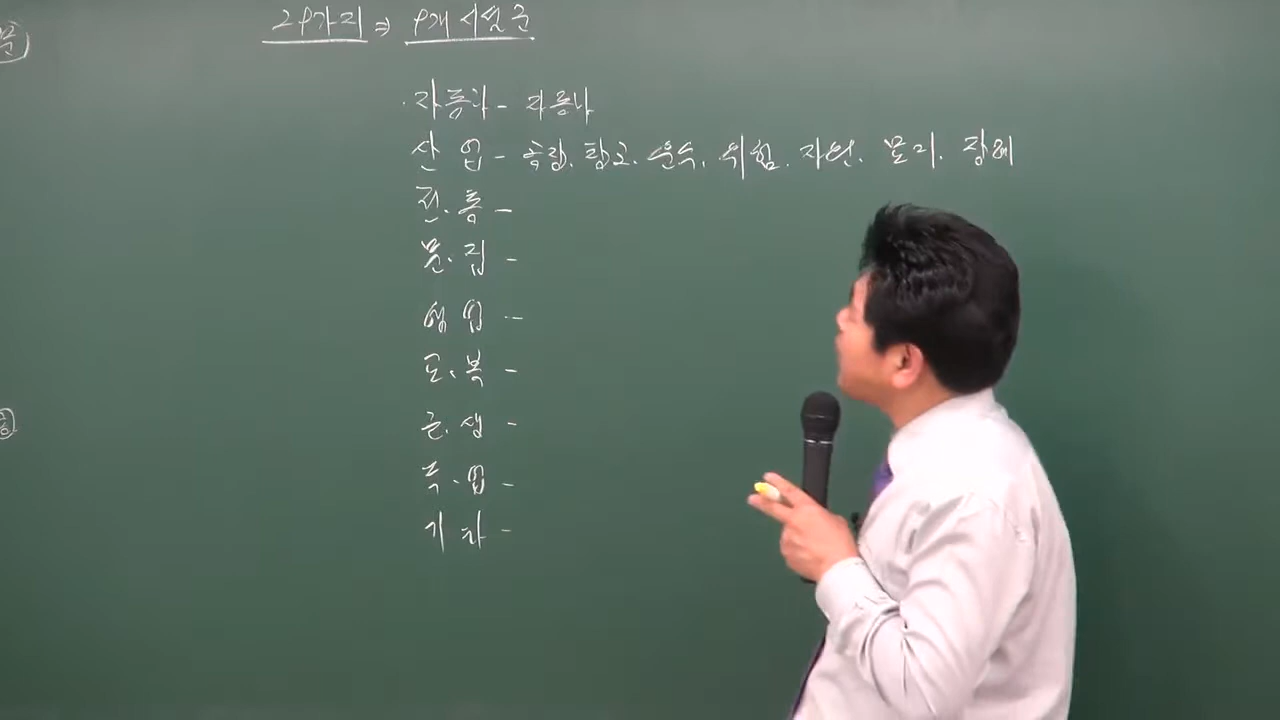 29가지 ⇒ 9개 시설군
· 자동차 - 자동차
산 업 - 공장. 창고. 운수. 위험. 자원. 묘지. 장례
전. 통 -
문. 집 -
영 업 -
교. 복 -
근. 생 -
주. 업 -
기 타 -